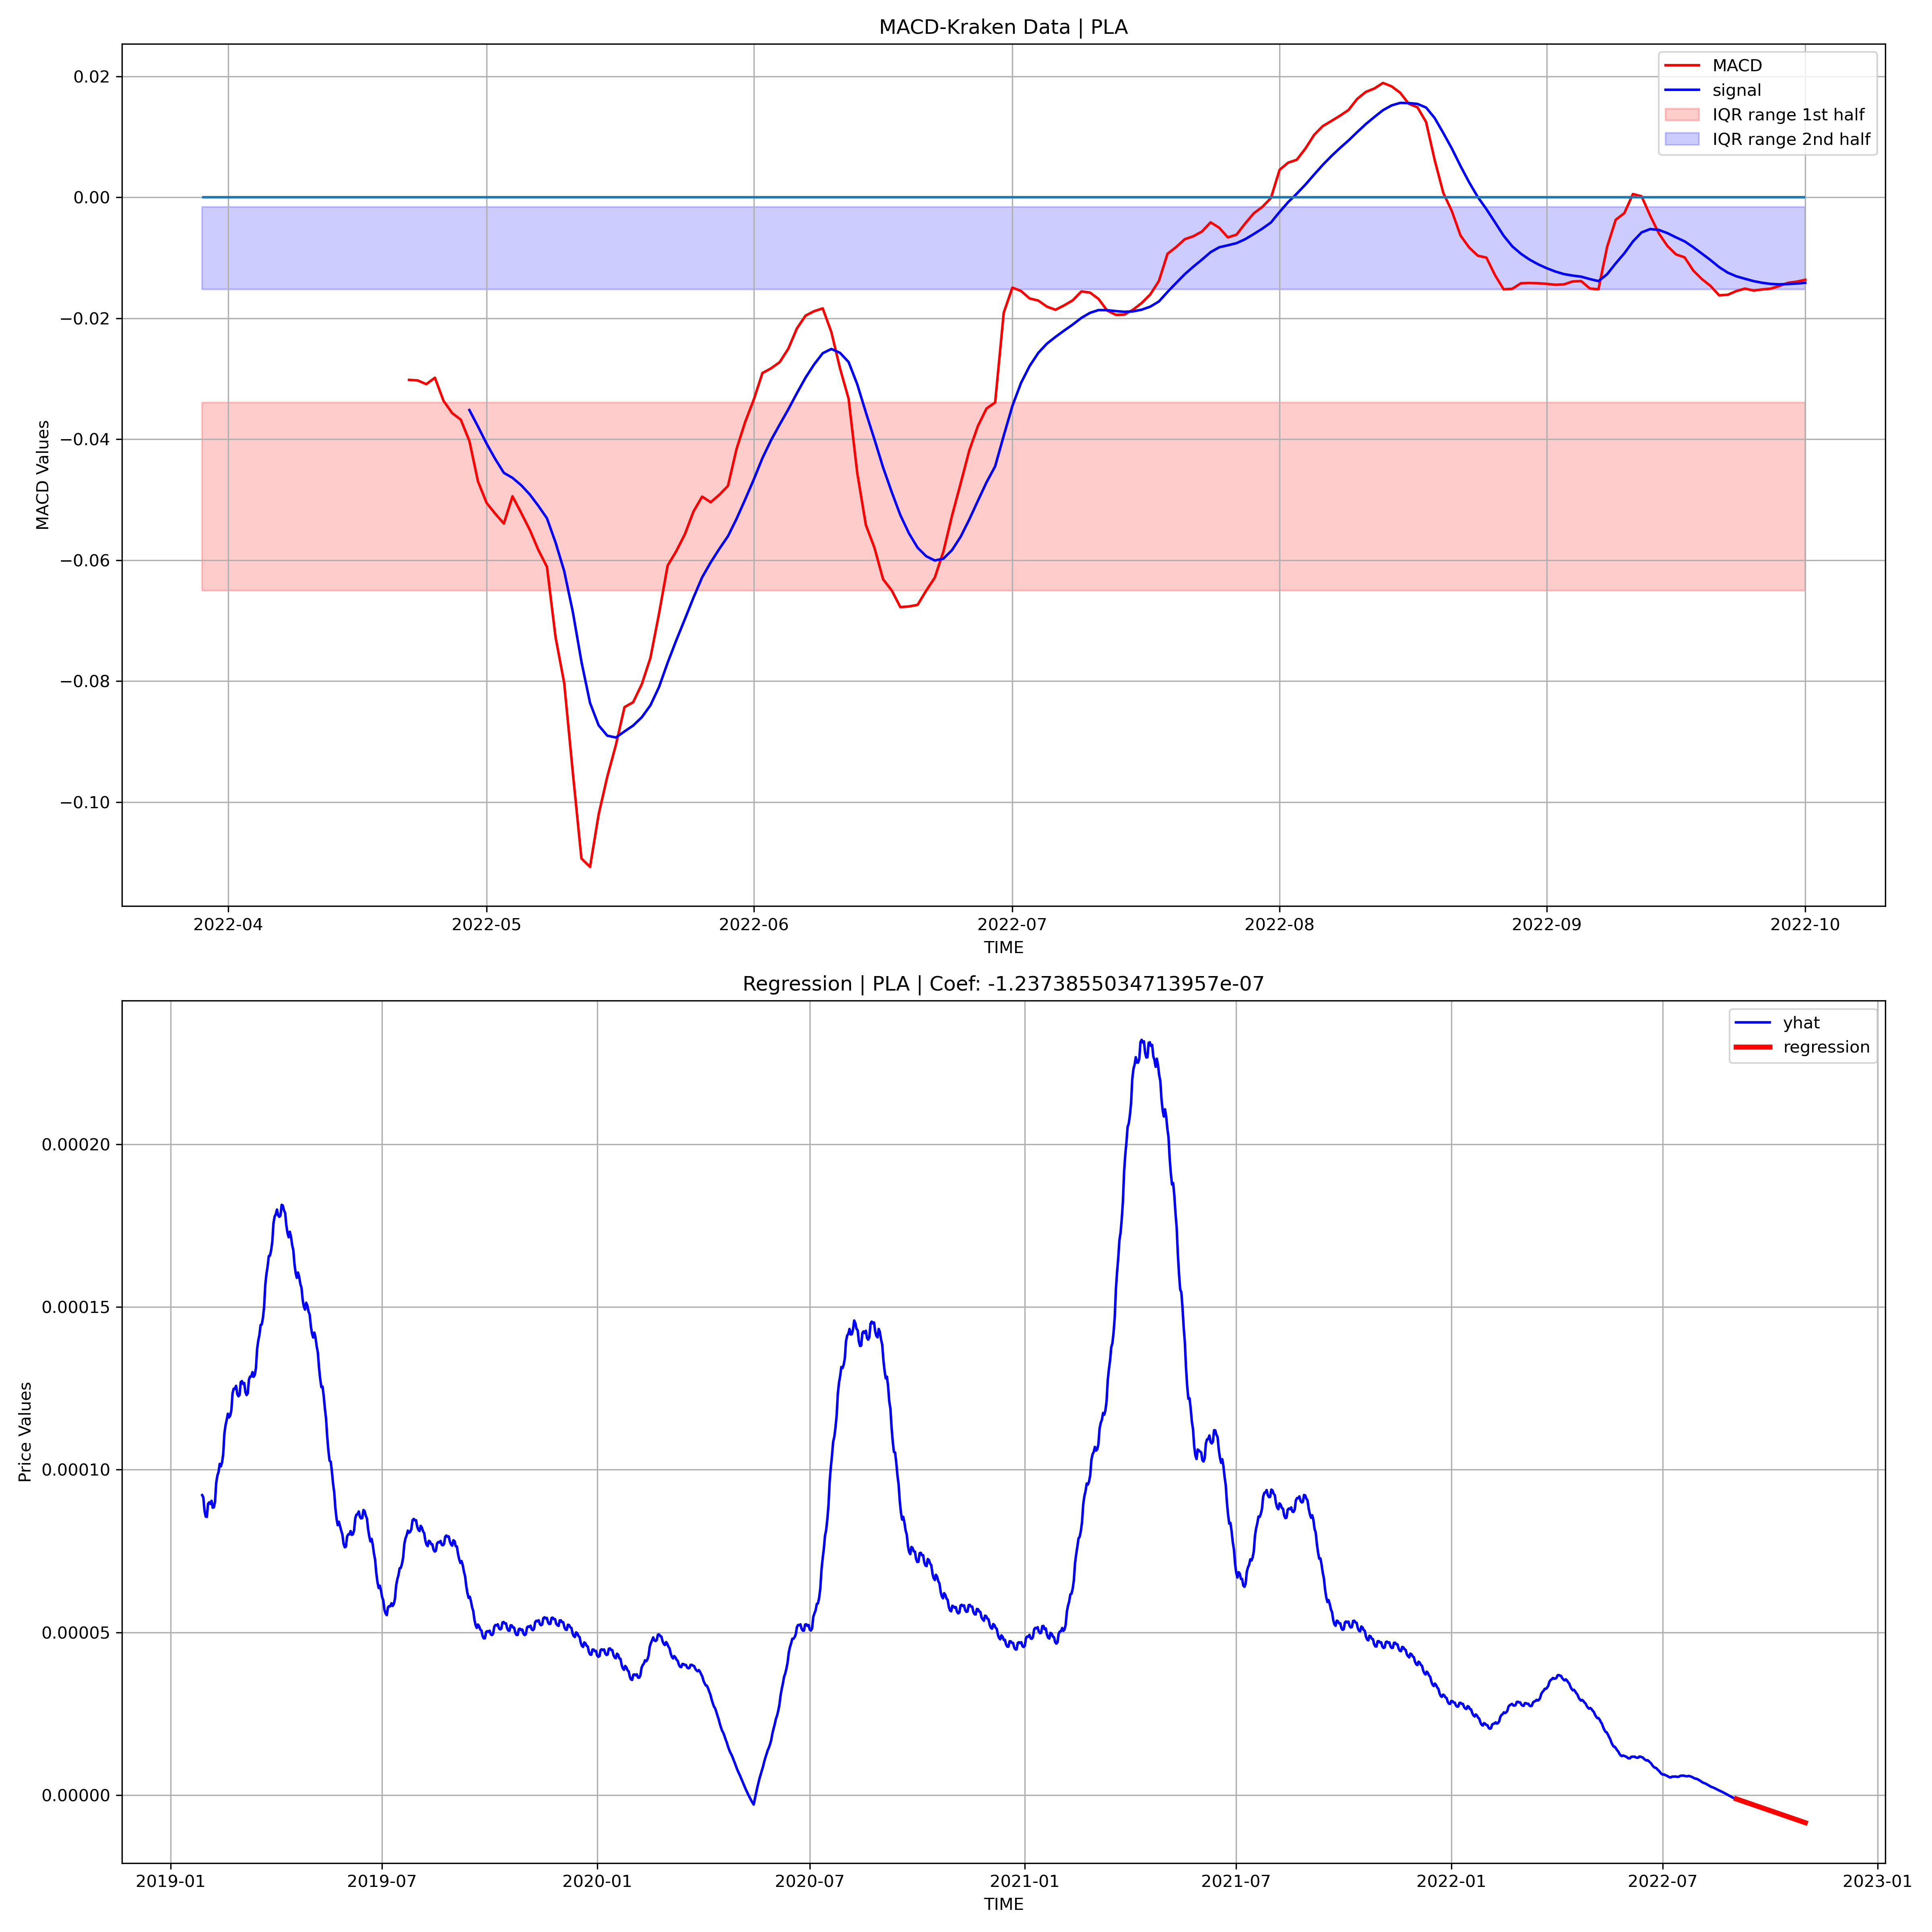 MACD-Kraken Data | PLA
MACD
signal
IQR range 1st half
IQR range 2nd half
0.02
0.00
−0.02
−0.04
−0.06
−0.08
−0.10
MACD Values
2022-04 2022-05 2022-06 2022-07 2022-08 2022-09 2022-10
TIME
Regression | PLA | Coef: -1.2373855034713957e-07
yhat
regression
0.00020
0.00015
0.00010
0.00005
0.00000
Price Values
2019-01 2019-07 2020-01 2020-07 2021-01 2021-07 2022-01 2022-07 2023-01
TIME